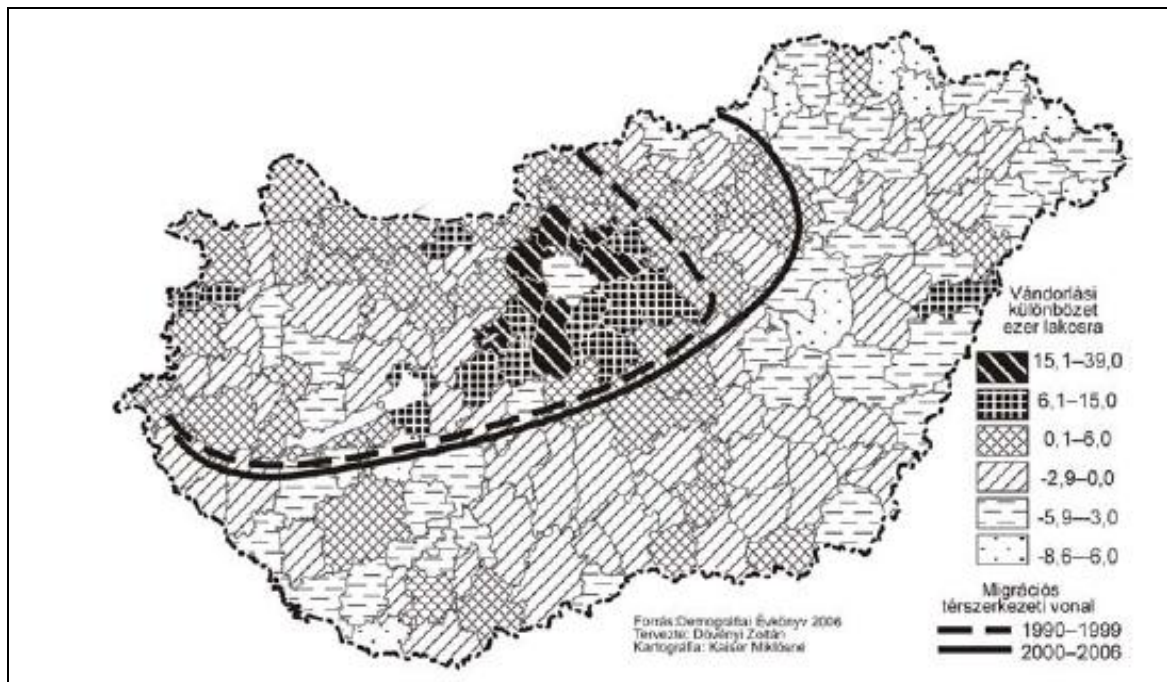 Vándorlási
különbözet
ezer lakosra
15,1–39,0
6,1–15,0
0,1–6,0
-2,9–0,0
-5,9–-3,0
-8,6–-6,0
Migrációs
térszerkezeti vonal
1990–1999
2000–2006
Forrás:Demográfiai Évkönyv 2006
Tervezte: Dövényi Zoltán
Kartográfia: Kaiser Miklósné